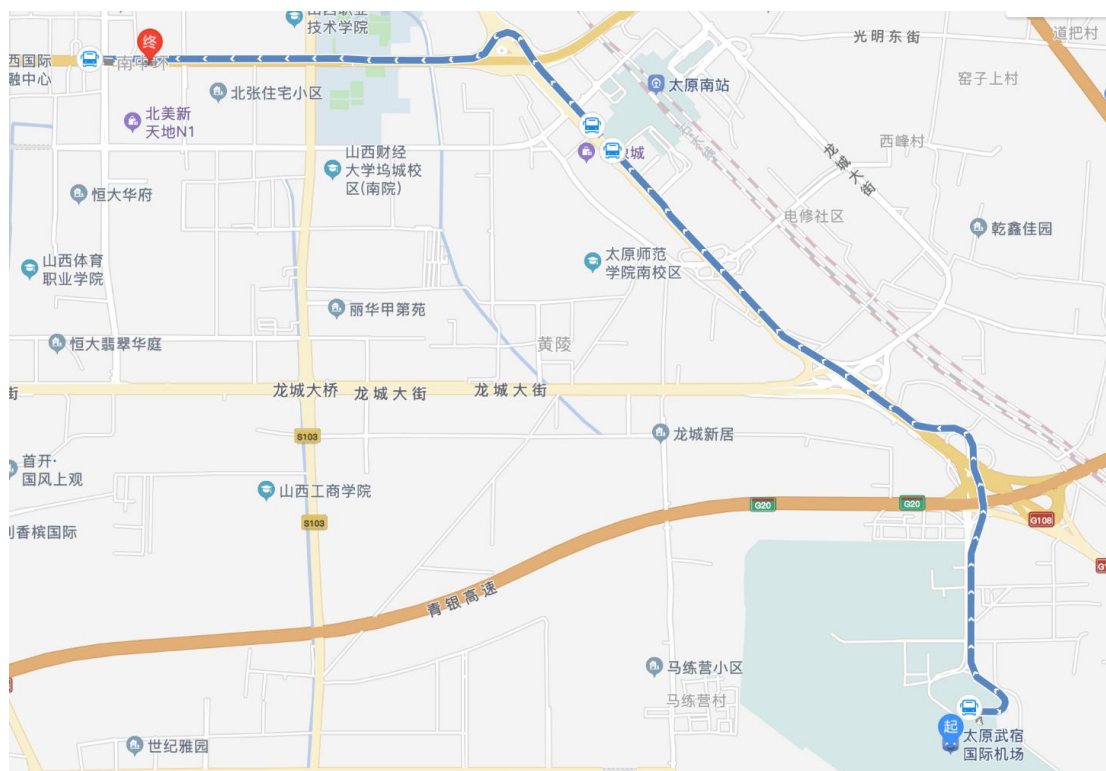 山西职业
技术学院
光明东街
道把村
终
西国际
融中心
南中环
太原南站
窑子上村
北张住宅小区
北美新
天地N1
城
西峰村
龙城大街
山西财经
大学坞城校
区(南院)
恒大华府
电修社区
乾鑫佳园
山西体育
职业学院
太原师范
学院南校区
丽华甲第苑
恒大翡翠华庭
黄陵
街
龙城大桥
龙城大街
龙城大街
S103
龙城新居
首开·
国风上观
山西工商学院
G20
G20
G108
S103
香槟国际
青银高速
马练营小区
马练营村
起
太原武宿
国际机场
世纪雅园